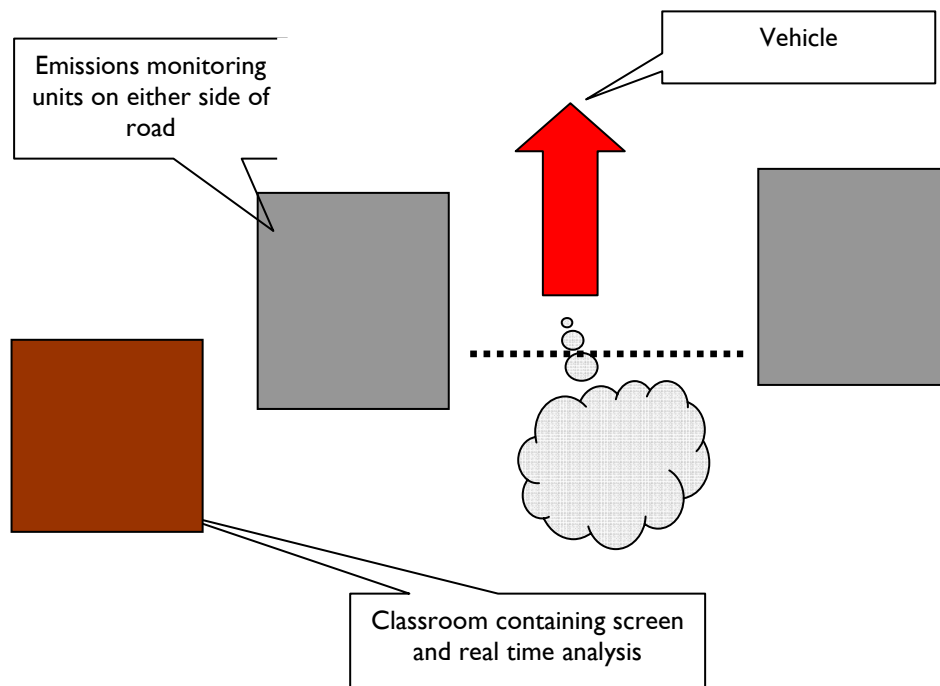 Vehicle
Emissions monitoring
units on either side of
road
Classroom containing screen
and real time analysis